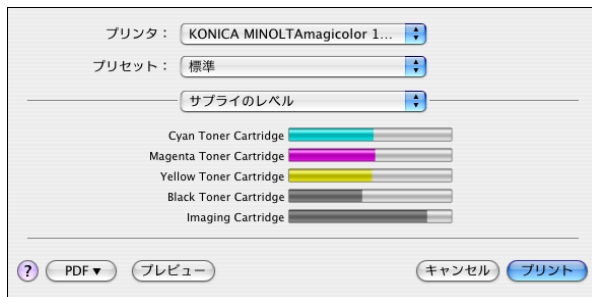 プリンタ： KONICA MINOLTAmagicolor 1...
プリセット： 標準
サプライのレベル
Cyan Toner Cartridge
Magenta Toner Cartridge
Yellow Toner Cartridge
Black Toner Cartridge
Imaging Cartridge
? PDF▼ プレビュー キャンセル プリント